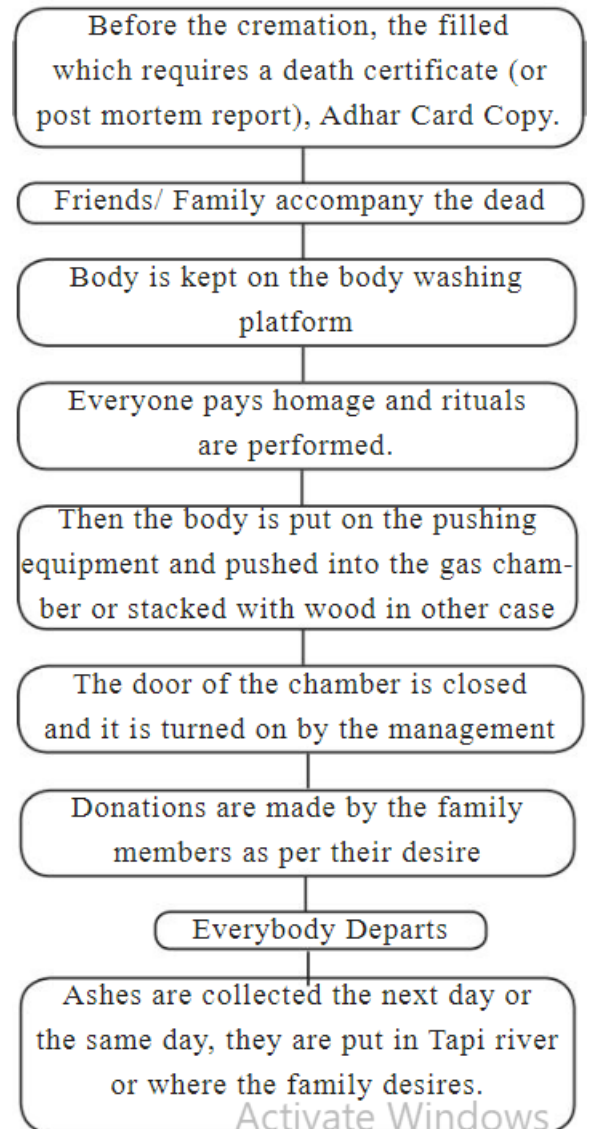 Before the cremation, the filled
which requires a death certificate (or
post mortem report), Adhar Card Copy.
Friends/ Family accompany the dead
Body is kept on the body washing
platform
Everyone pays homage and rituals
are performed.
Then the body is put on the pushing
equipment and pushed into the gas cham-
ber or stacked with wood in other case
The door of the chamber is closed
and it is turned on by the management
Donations are made by the family
members as per their desire
Everybody Departs
Ashes are collected the next day or
the same day, they are put in Tapi river
or where the family desires.
Activate Windows